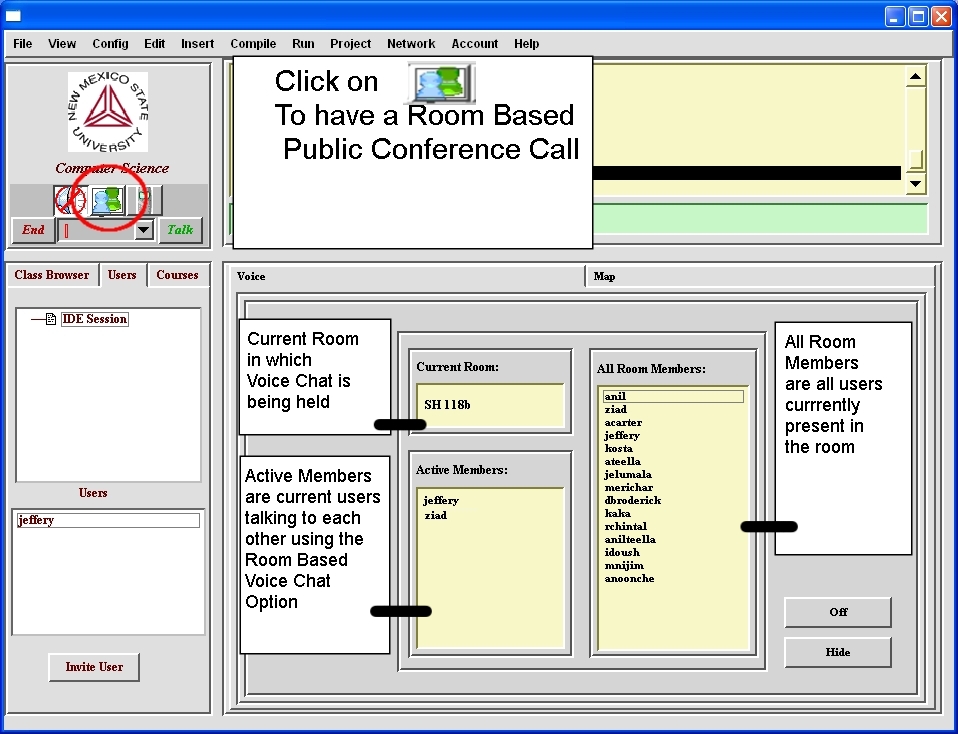 File View Config Edit Insert Compile Run Project Network Account Help
NEW MEXICO STATE UNIVERSITY
Computer Science
End
Talk
Click on
To have a Room Based
Public Conference Call
Class Browser Users Courses
IDE Session
Users
jeffery
Invite User
Voice
Map
Current Room
in which
Voice Chat is
being held
Active Members
are current users
talking to each
other using the
Room Based
Voice Chat
Option
Current Room:
SH 118b
Active Members:
jeffery
ziad
All Room Members:
anil
ziad
acarter
jeffery
kosta
ateella
jelumala
merichar
dbroderick
kaka
rchintal
anilteella
idoush
mnijim
anoonche
All Room
Members
are all users
currrently
present in
the room
Off
Hide